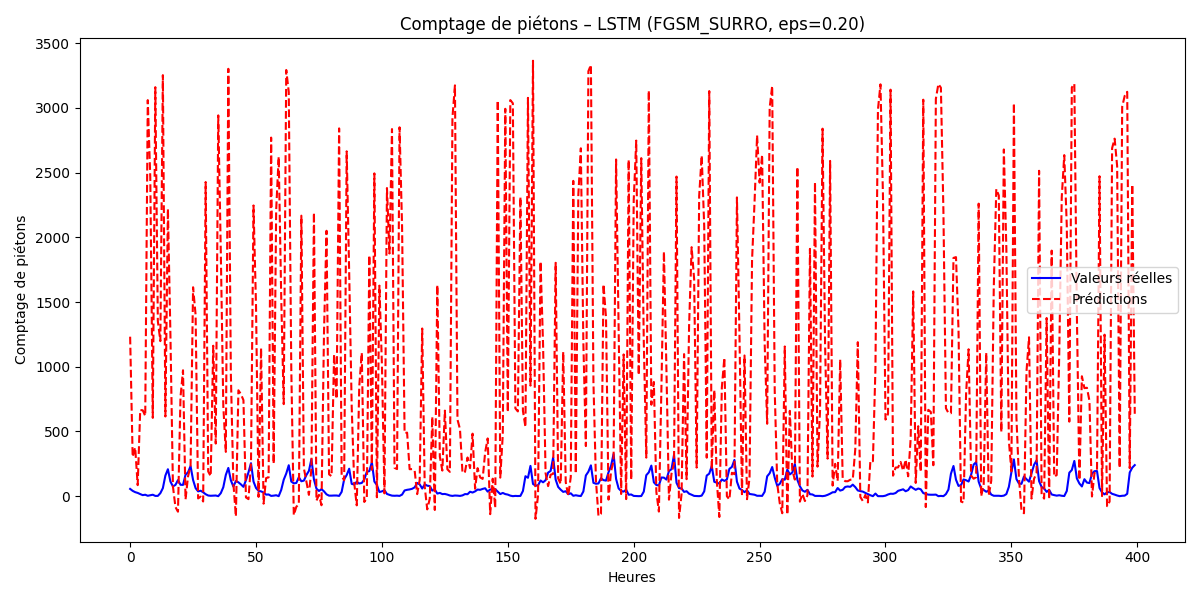 Comptage de piétons – LSTM (FGSM_SURRO, eps=0.20)
3500
3000
2500
2000
1500
1000
500
0
Comptage de piétons
Valeurs réelles
Prédictions
0 50 100 150 200 250 300 350 400
Heures